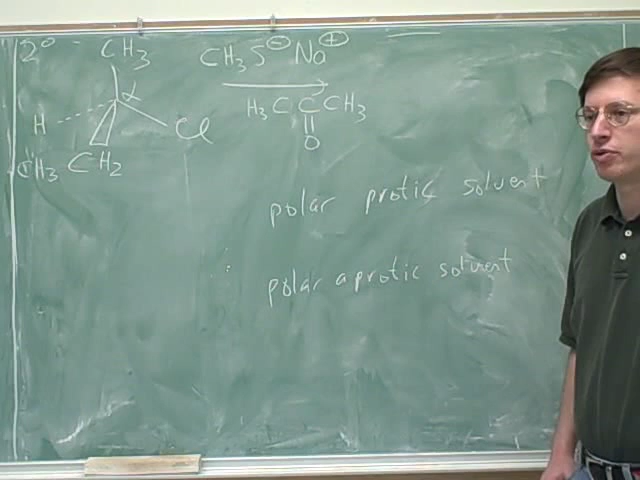 2° CH3 CH3S⊖ Na⊕
α
H Cl H3C C CH3
O
CH3 CH2
polar protic solvent
polar aprotic solvent